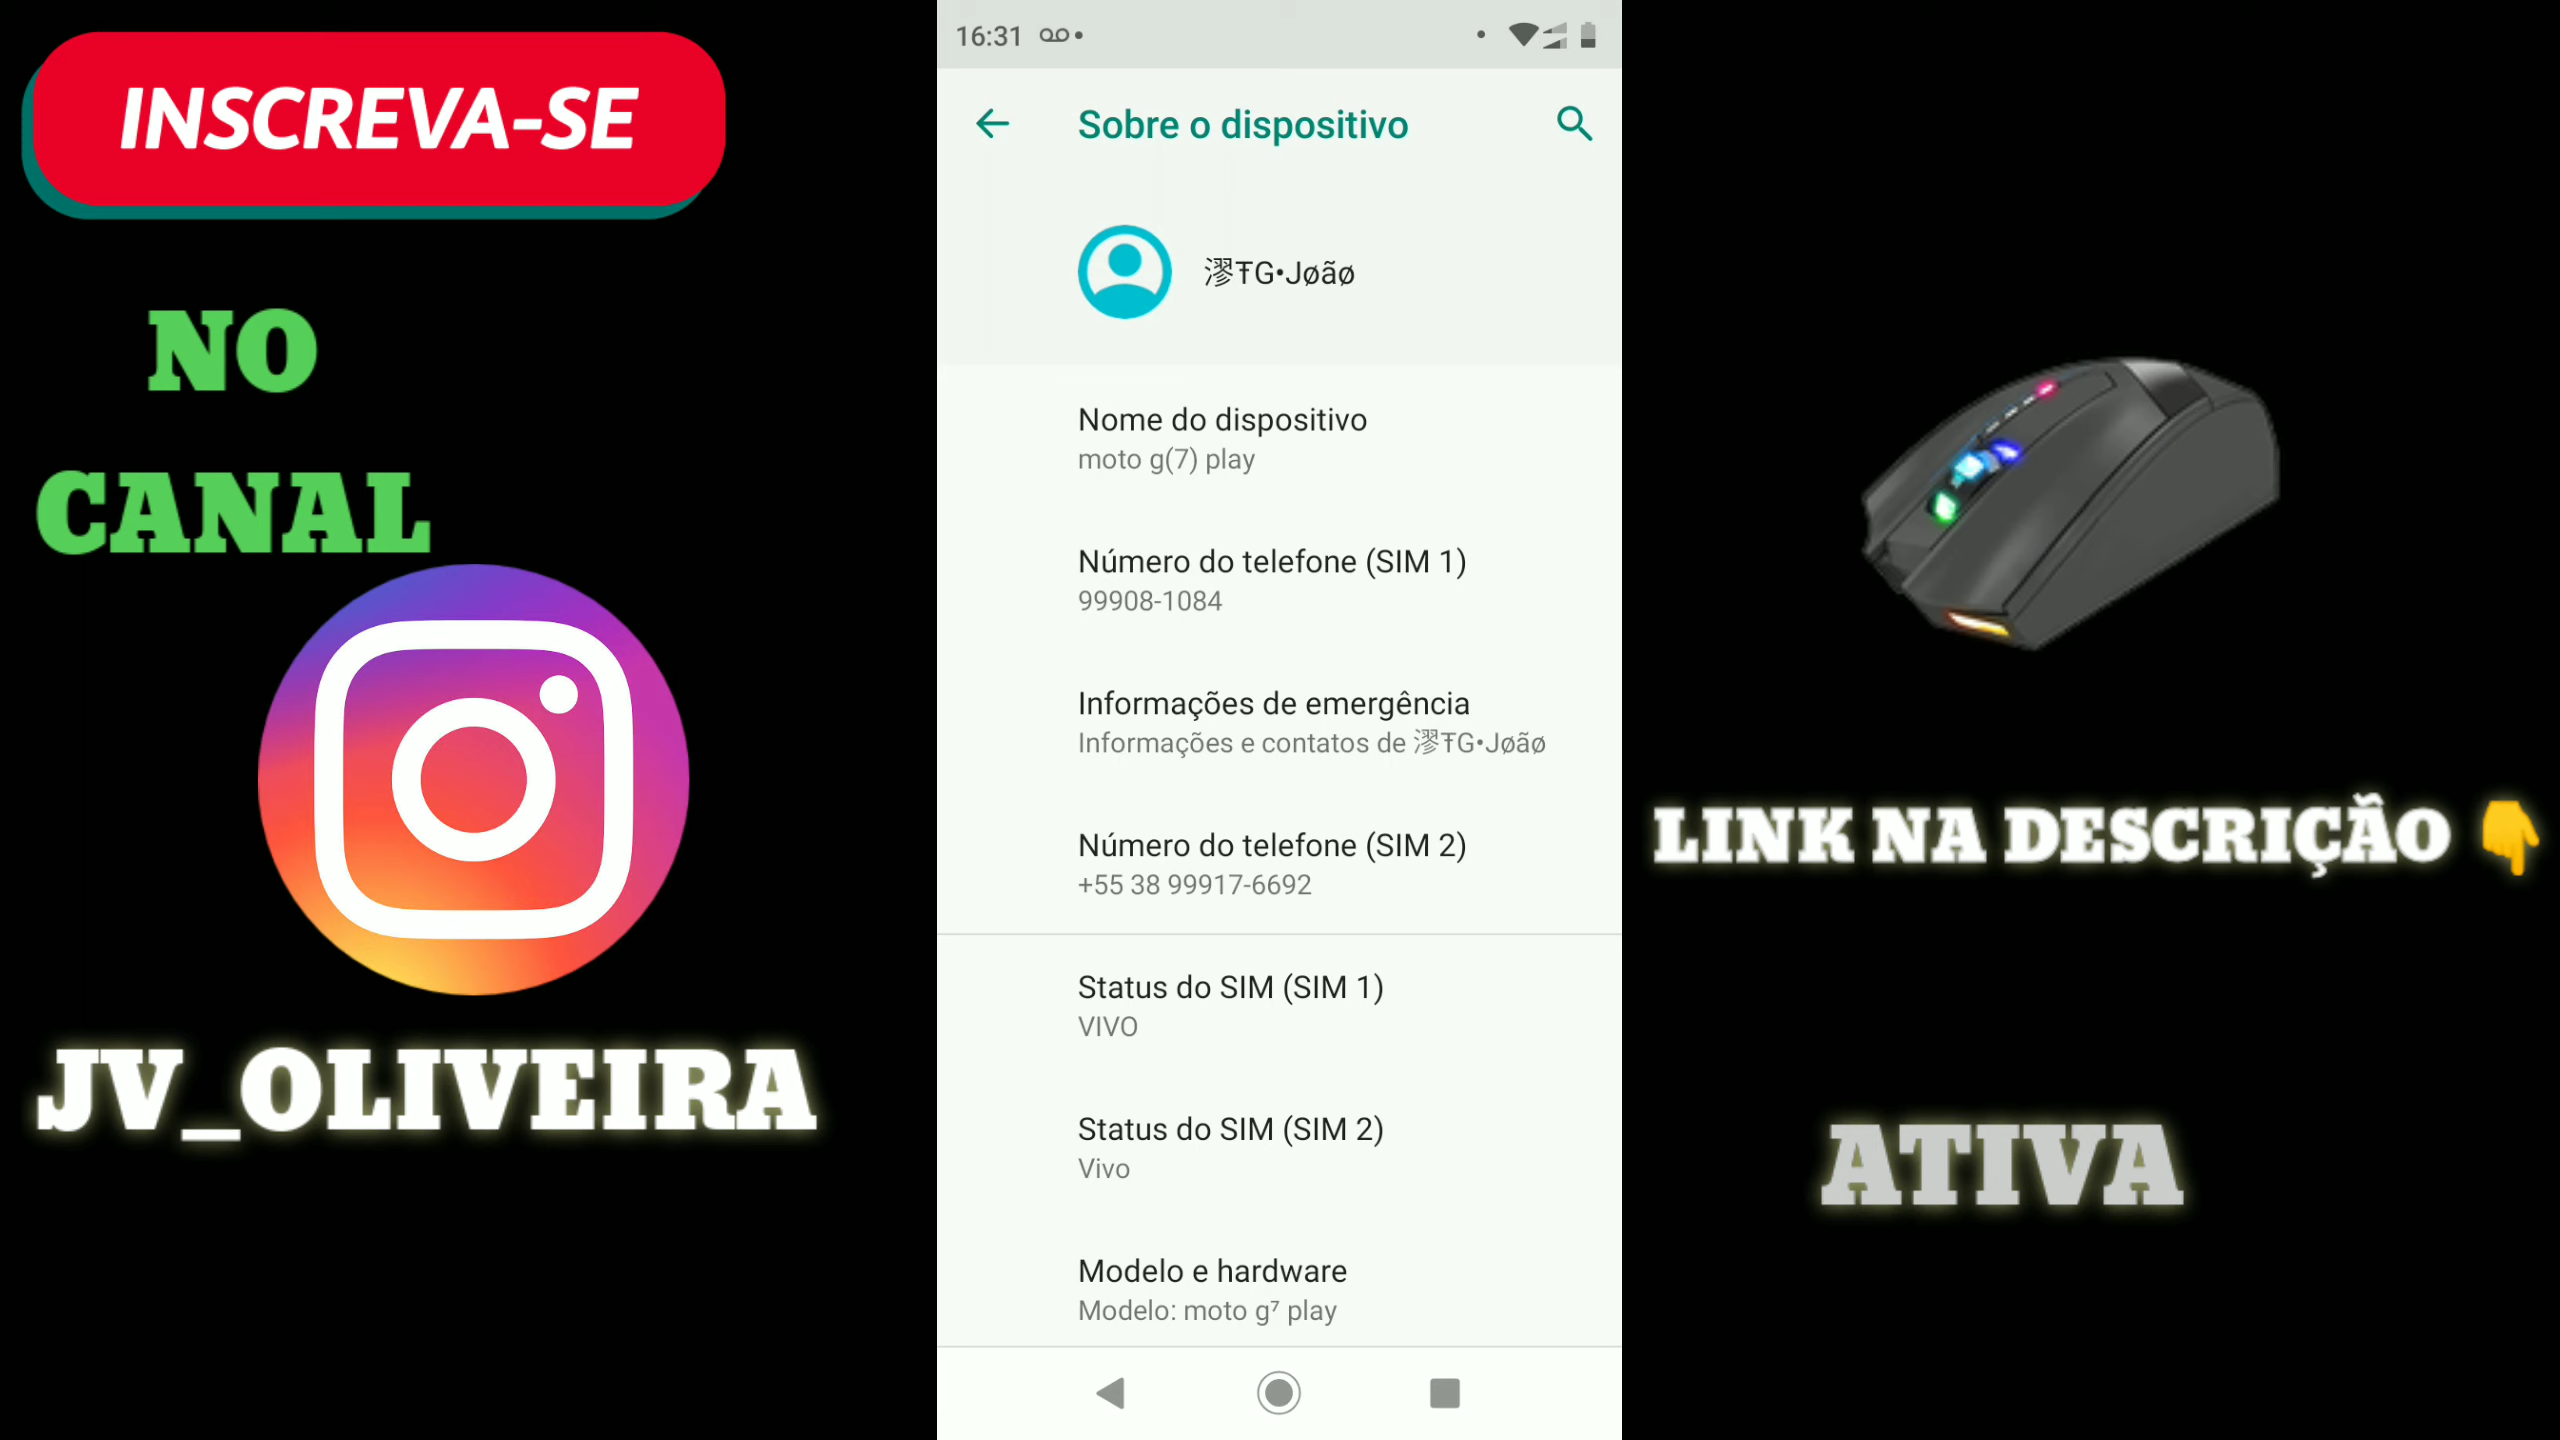 INSCREVA-SE
NO
CANAL
JV_OLIVEIRA
16:31
Sobre o dispositivo
漻ŦG•Jøãø
Nome do dispositivo
moto g(7) play
Número do telefone (SIM 1)
99908-1084
Informações de emergência
Informações e contatos de 漻ŦG•Jøãø
Número do telefone (SIM 2)
+55 38 99917-6692
Status do SIM (SIM 1)
VIVO
Status do SIM (SIM 2)
Vivo
Modelo e hardware
Modelo: moto g⁷ play
LINK NA DESCRIÇÃO 👇
ATIVA